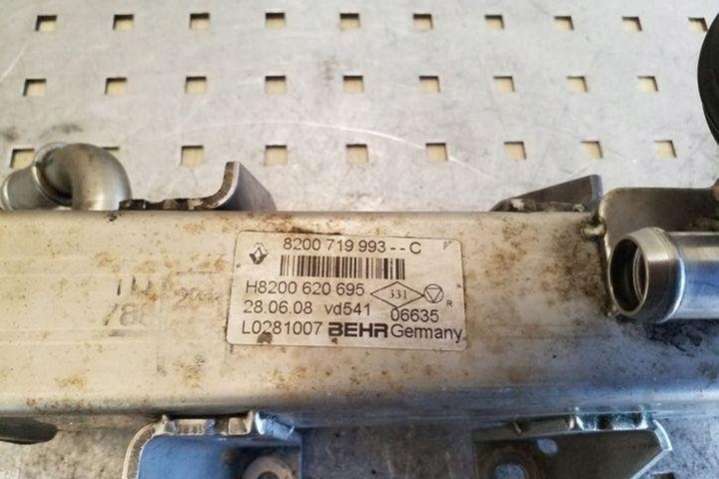 8200 719 993 - - C
H8200 620 695
331
28.06.08 vd541 06635
R
L0281007 BEHR Germany